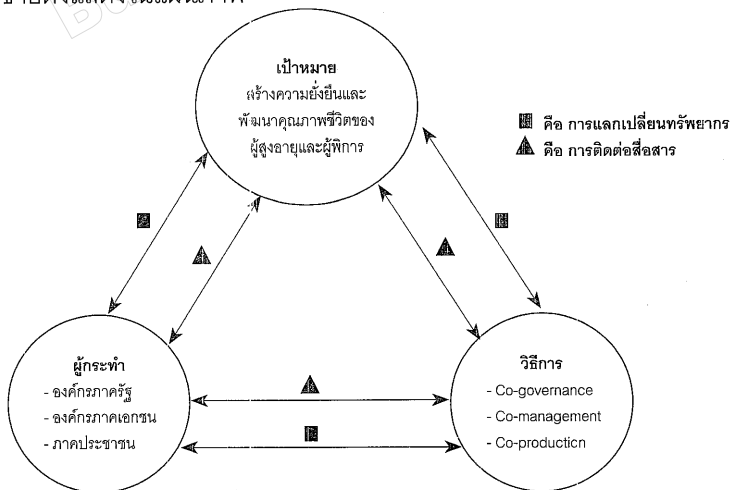 เป้าหมาย
สร้างความยั่งยืนและ
พัฒนาคุณภาพชีวิตของ
ผู้สูงอายุและผู้พิการ
คือ การแลกเปลี่ยนทรัพยากร
คือ การติดต่อสื่อสาร
ผู้กระทำ
- องค์กรภาครัฐ
- องค์กรภาคเอกชน
- ภาคประชาชน
วิธีการ
- Co-governance
- Co-management
- Co-production